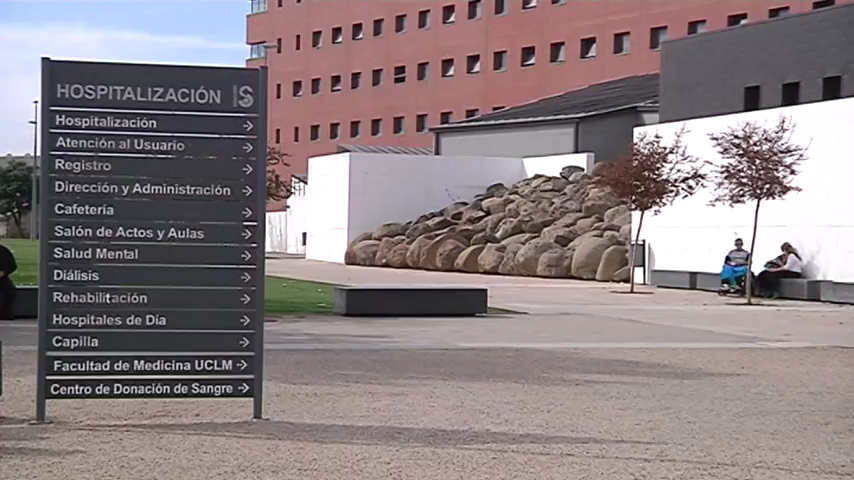 HOSPITALIZACIÓN
Hospitalización
Atención al Usuario
Registro
Dirección y Administración
Cafetería
Salón de Actos y Aulas
Salud Mental
Diálisis
Rehabilitación
Hospitales de Día
Capilla
Facultad de Medicina UCLM
Centro de Donación de Sangre